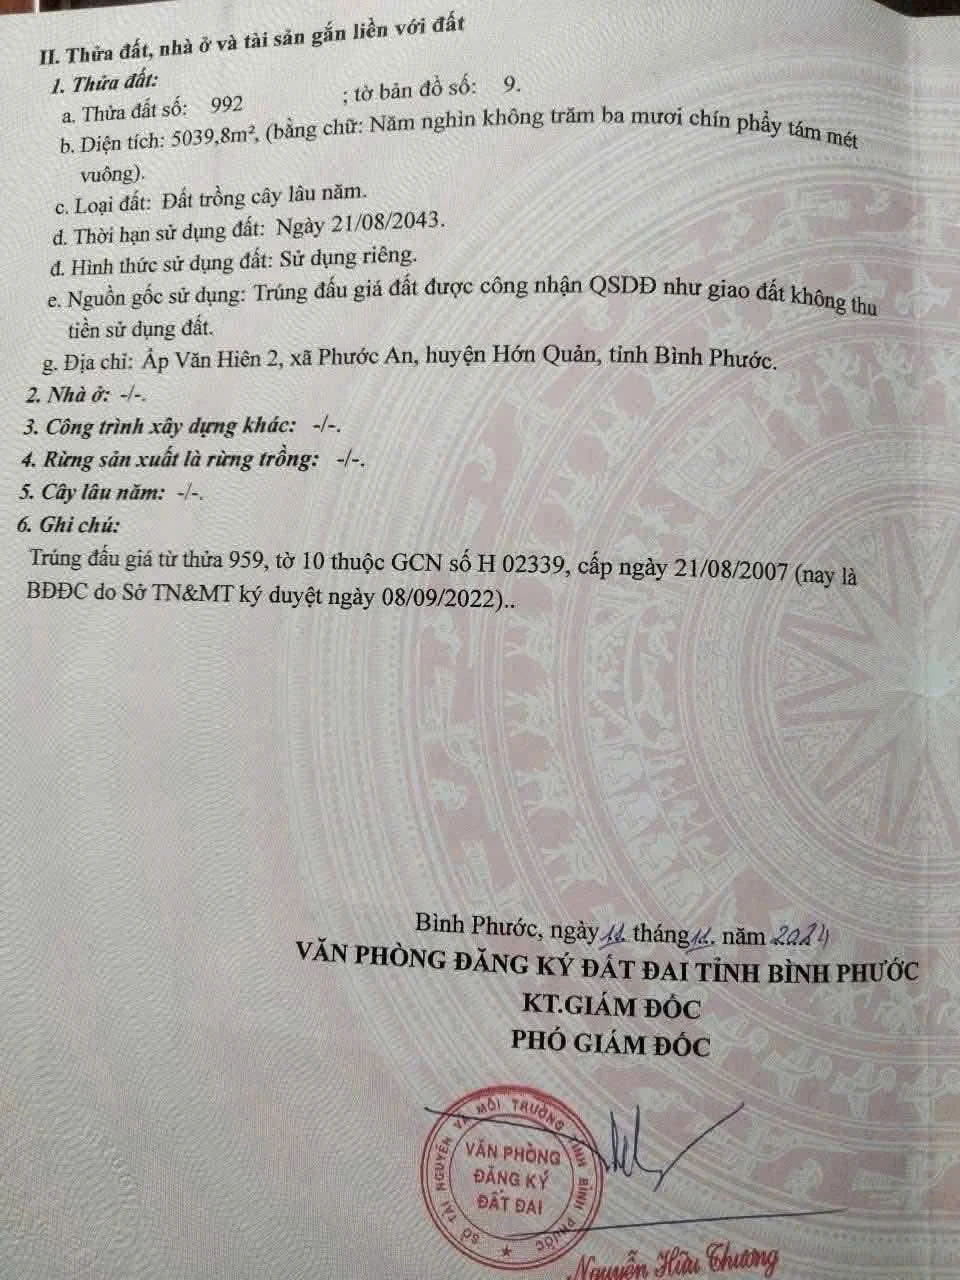 II. Thửa đất, nhà ở và tài sản gắn liền với đất
1. Thửa đất:
a. Thửa đất số: 992 ; tờ bản đồ số: 9.
b. Diện tích: 5039,8m², (bằng chữ: Năm nghìn không trăm ba mươi chín phẩy tám mét
vuông).
c. Loại đất: Đất trồng cây lâu năm.
d. Thời hạn sử dụng đất: Ngày 21/08/2043.
đ. Hình thức sử dụng đất: Sử dụng riêng.
e. Nguồn gốc sử dụng: Trúng đấu giá đất được công nhận QSDĐ như giao đất không thu
tiền sử dụng đất.
g. Địa chỉ: Ấp Văn Hiên 2, xã Phước An, huyện Hớn Quản, tỉnh Bình Phước.
2. Nhà ở: -/-.
3. Công trình xây dựng khác: -/-.
4. Rừng sản xuất là rừng trồng: -/-.
5. Cây lâu năm: -/-.
6. Ghi chú:
Trúng đấu giá từ thửa 959, tờ 10 thuộc GCN số H 02339, cấp ngày 21/08/2007 (nay là
BĐĐC do Sở TN&MT ký duyệt ngày 08/09/2022)..
Bình Phước, ngày 11 tháng 11. năm 2024
VĂN PHÒNG ĐĂNG KÝ ĐẤT ĐAI TỈNH BÌNH PHƯỚC
KT.GIÁM ĐỐC
PHÓ GIÁM ĐỐC
SỞ TÀI NGUYÊN VÀ MÔI TRƯỜNG TỈNH BÌNH PHƯỚC
VĂN PHÒNG
ĐĂNG KÝ
ĐẤT ĐAI
Nguyễn Hữu Thương